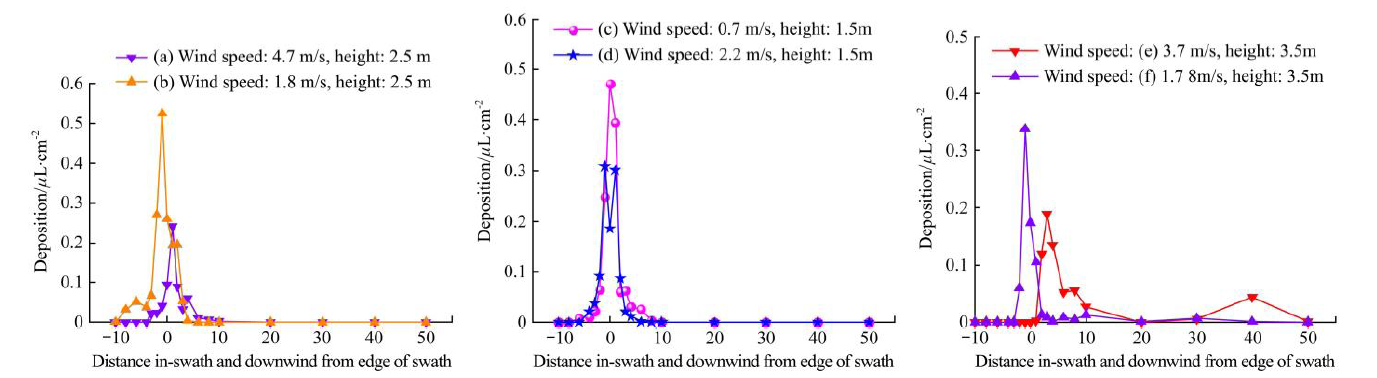 (a) Wind speed: 4.7 m/s, height: 2.5 m
(b) Wind speed: 1.8 m/s, height: 2.5 m
0.6
0.5
0.4
0.3
0.2
0.1
0
Deposition/μL·cm⁻²
−10 0 10 20 30 40 50
Distance in-swath and downwind from edge of swath
(c) Wind speed: 0.7 m/s, height: 1.5m
(d) Wind speed: 2.2 m/s, height: 1.5m
0.6
0.5
0.4
0.3
0.2
0.1
0
Deposition/μL·cm⁻²
−10 0 10 20 30 40 50
Distance in-swath and downwind from edge of swath
Wind speed: (e) 3.7 m/s, height: 3.5m
Wind speed: (f) 1.7 8m/s, height: 3.5m
0.5
0.4
0.3
0.2
0.1
0
Deposition/μL·cm⁻²
−10 0 10 20 30 40 50
Distance in-swath and downwind from edge of swath